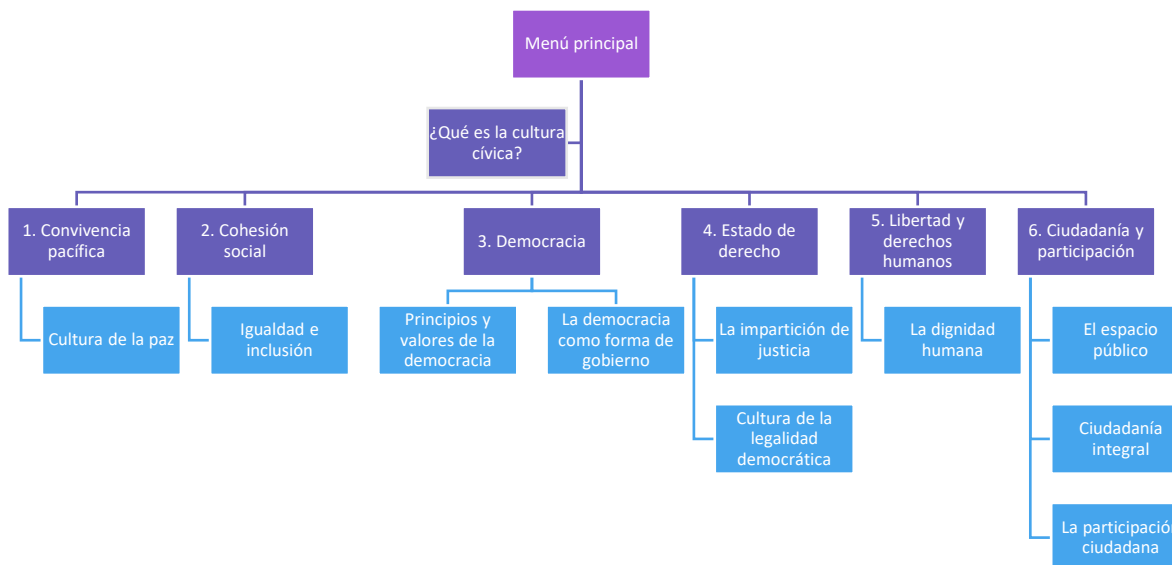 Menú principal
¿Qué es la cultura
cívica?
1. Convivencia
pacífica
Cultura de la paz
2. Cohesión
social
Igualdad e
inclusión
3. Democracia
Principios y
valores de la
democracia
La democracia
como forma de
gobierno
4. Estado de
derecho
La impartición de
justicia
Cultura de la
legalidad
democrática
5. Libertad y
derechos
humanos
La dignidad
humana
6. Ciudadanía y
participación
El espacio
público
Ciudadanía
integral
La participación
ciudadana